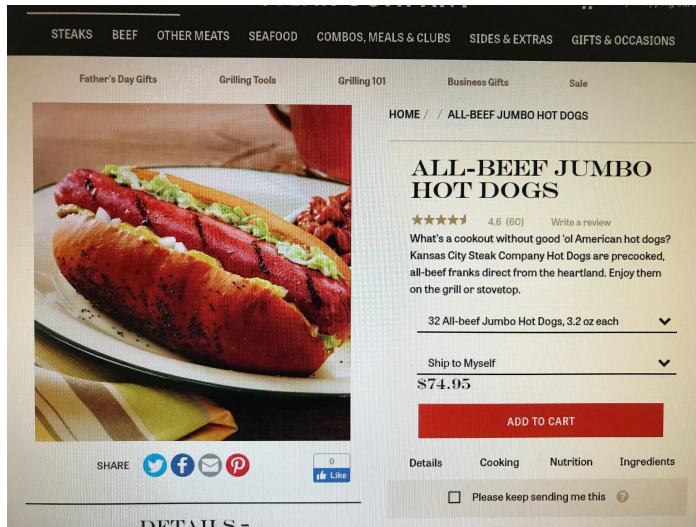 STEAKS BEEF OTHER MEATS SEAFOOD COMBOS, MEALS & CLUBS SIDES & EXTRAS GIFTS & OCCASIONS
Father's Day Gifts Grilling Tools Grilling 101 Business Gifts Sale
HOME / / ALL-BEEF JUMBO HOT DOGS
ALL-BEEF JUMBO
HOT DOGS
4.6 (60) Write a review
What's a cookout without good 'ol American hot dogs?
Kansas City Steak Company Hot Dogs are precooked,
all-beef franks direct from the heartland. Enjoy them
on the grill or stovetop.
32 All-beef Jumbo Hot Dogs, 3.2 oz each
Ship to Myself
$74.95
ADD TO CART
SHARE
0
Like
Details Cooking Nutrition Ingredients
Please keep sending me this ?
DETAILS -